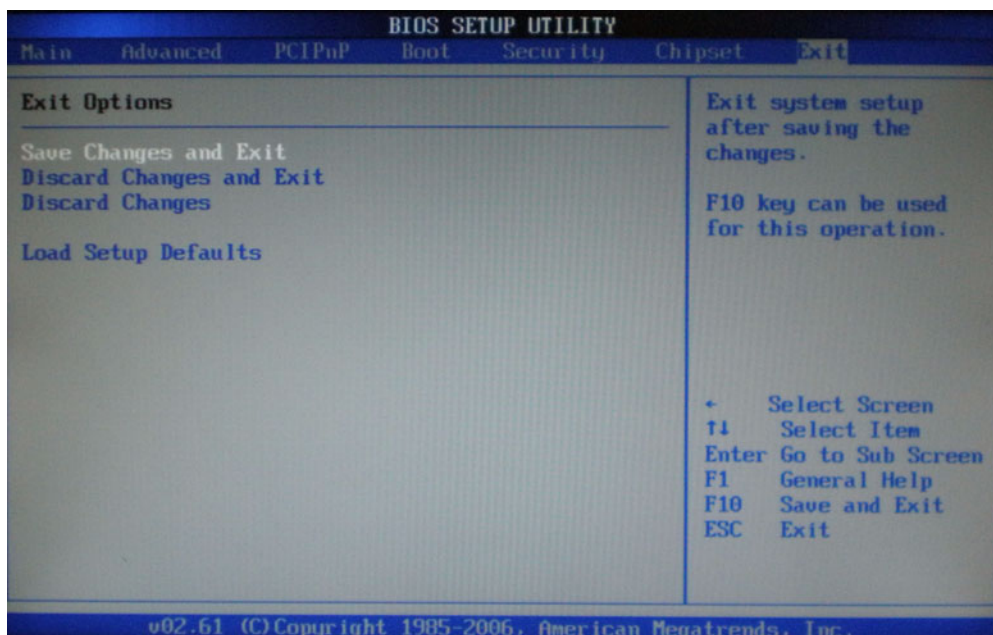 BIOS SETUP UTILITY
Main Advanced PCIPnP Boot Security Chipset Exit
Exit Options
Save Changes and Exit
Discard Changes and Exit
Discard Changes
Load Setup Defaults
Exit system setup
after saving the
changes.
F10 key can be used
for this operation.
← Select Screen
↑↓ Select Item
Enter Go to Sub Screen
F1 General Help
F10 Save and Exit
ESC Exit
v02.61 (C)Copyright 1985-2006, American Megatrends, Inc.